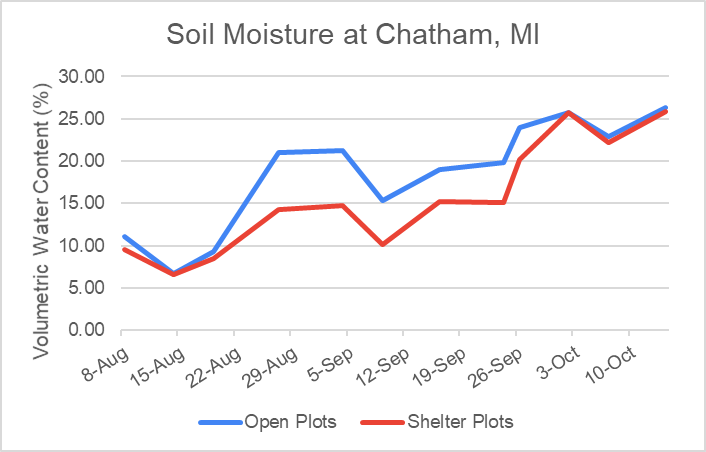 Soil Moisture at Chatham, MI
Volumetric Water Content (%)
30.00
25.00
20.00
15.00
10.00
5.00
0.00
8-Aug
15-Aug
22-Aug
29-Aug
5-Sep
12-Sep
19-Sep
26-Sep
3-Oct
10-Oct
Open Plots
Shelter Plots